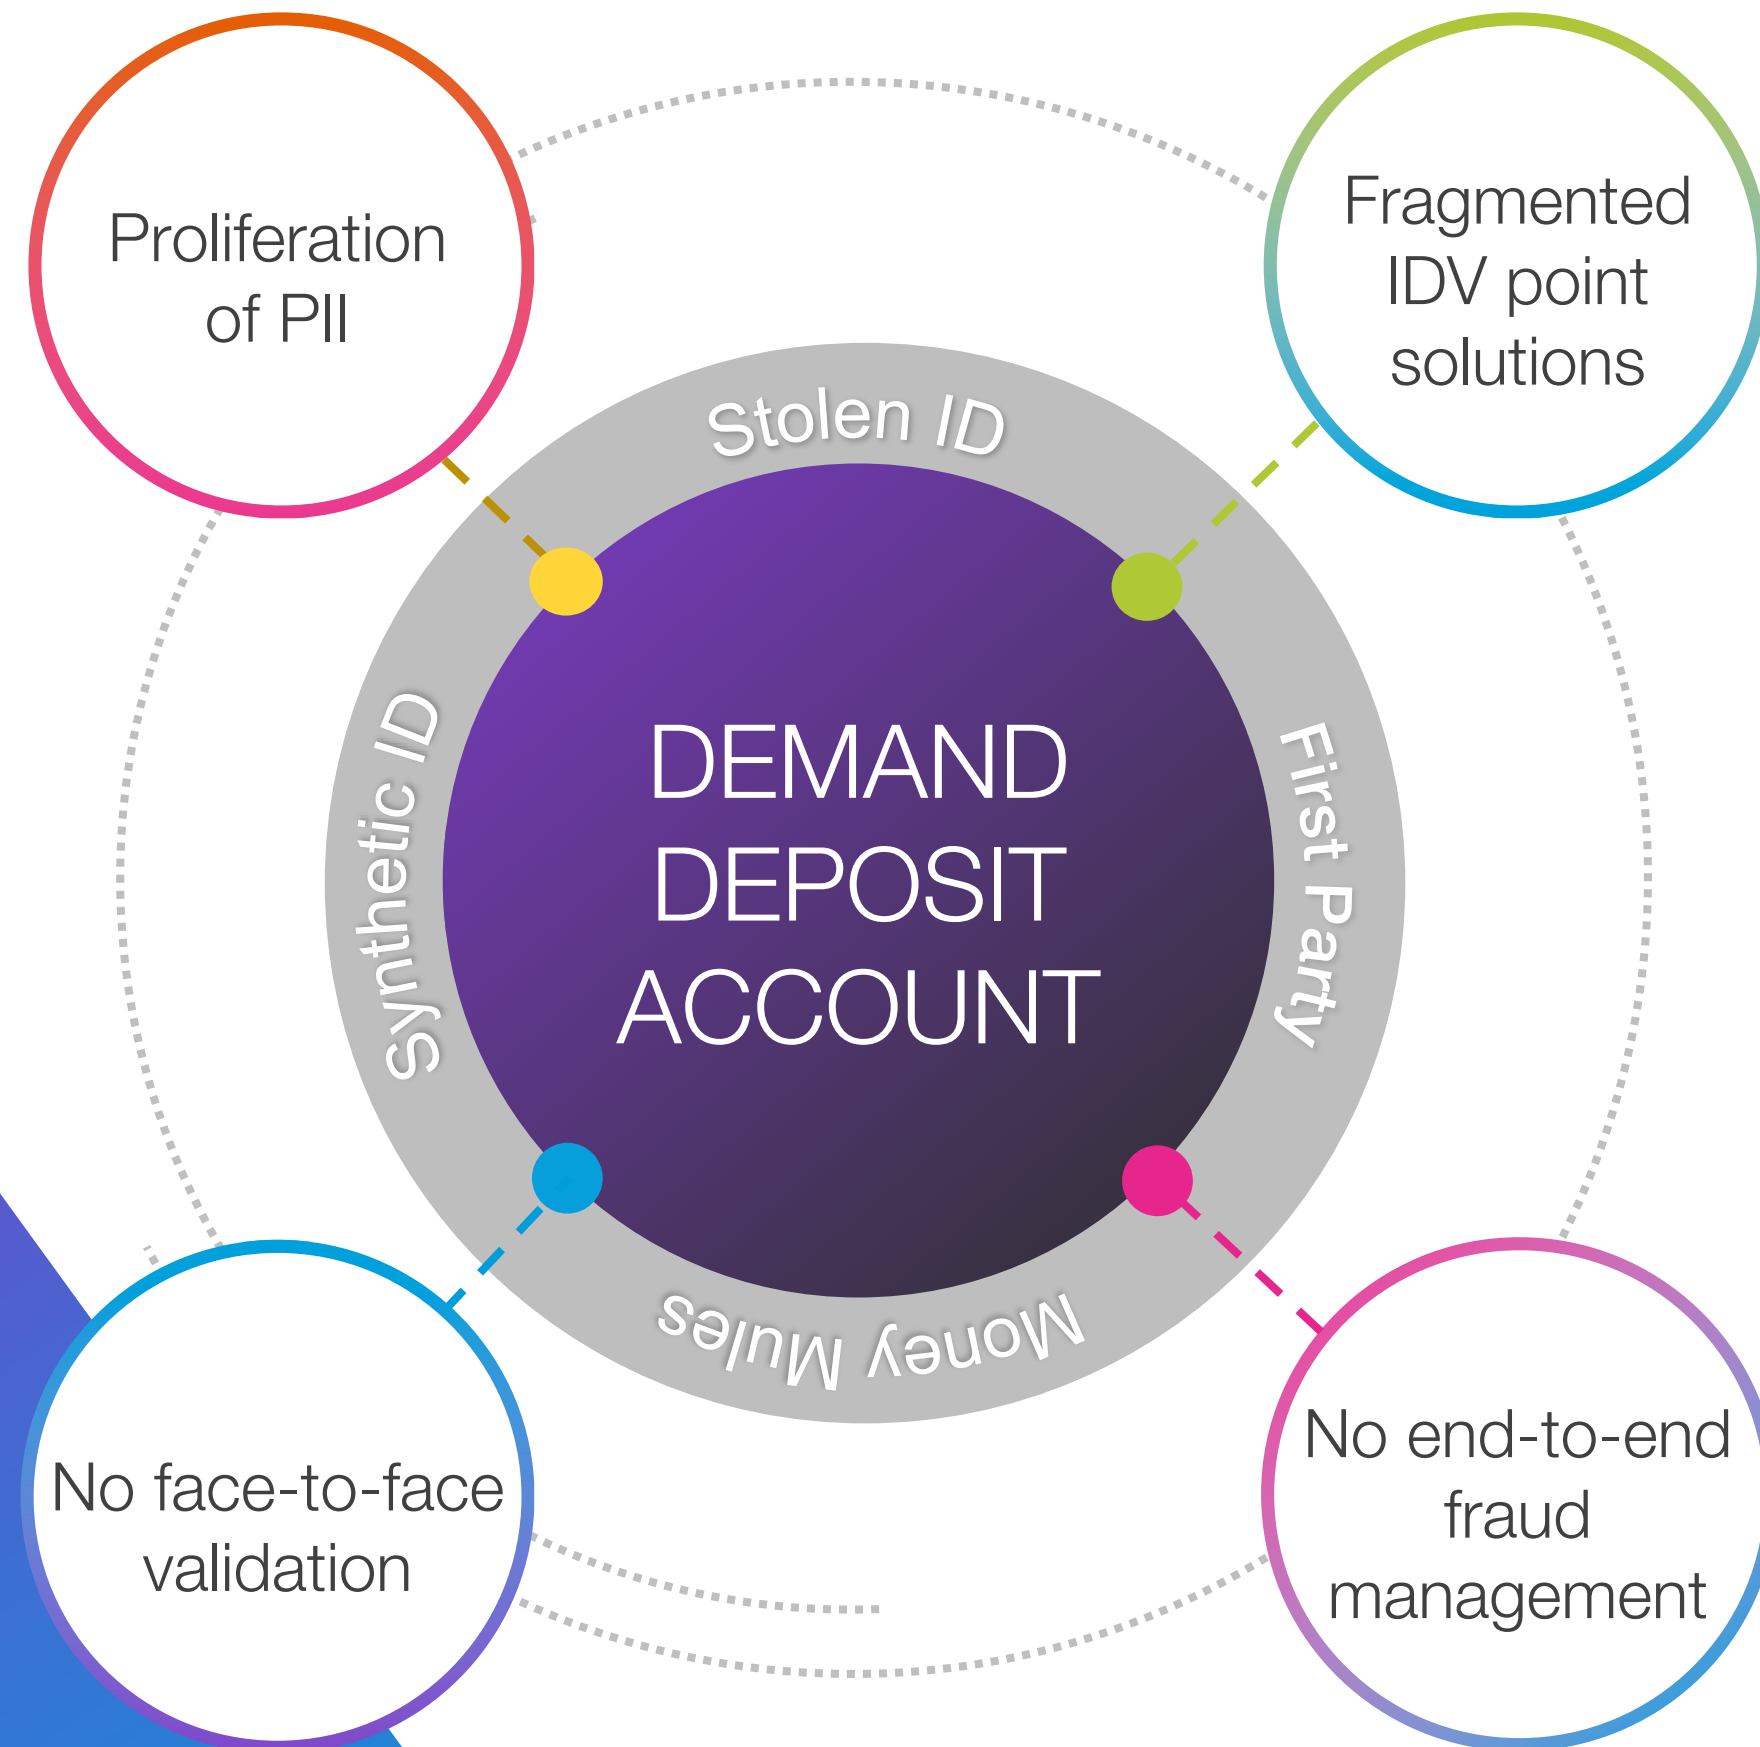 Proliferation
of PII
Fragmented
IDV point
solutions
Stolen ID
Synthetic ID
First Party
DEMAND
DEPOSIT
ACCOUNT
Money Mules
No face-to-face
validation
No end-to-end
fraud
management